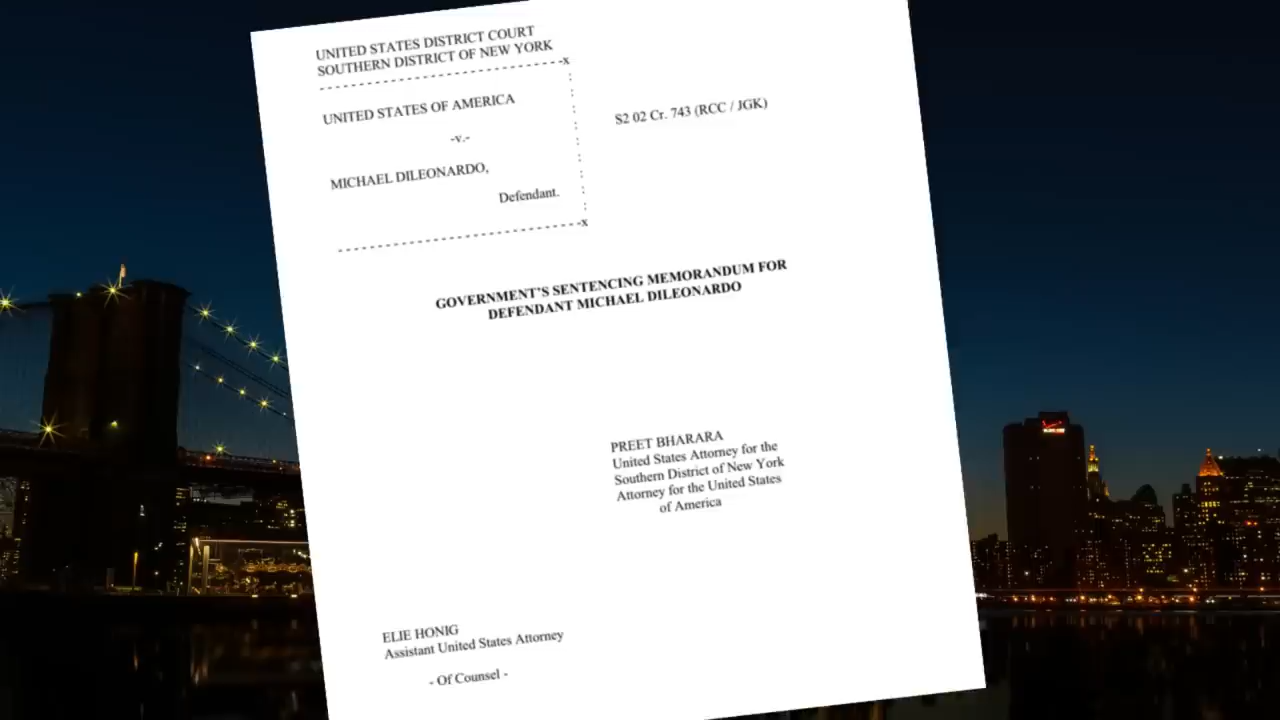 UNITED STATES DISTRICT COURT
SOUTHERN DISTRICT OF NEW YORK
- - - - - - - - - - - - - - - - - - - - - - - - - - - - - -x
UNITED STATES OF AMERICA
-v.-
S2 02 Cr. 743 (RCC / JGK)
MICHAEL DILEONARDO,
Defendant.
- - - - - - - - - - - - - - - - - - - - - - - - - - - - - -x
GOVERNMENT'S SENTENCING MEMORANDUM FOR
DEFENDANT MICHAEL DILEONARDO
PREET BHARARA
United States Attorney for the
Southern District of New York
Attorney for the United States
of America
ELIE HONIG
Assistant United States Attorney
- Of Counsel -